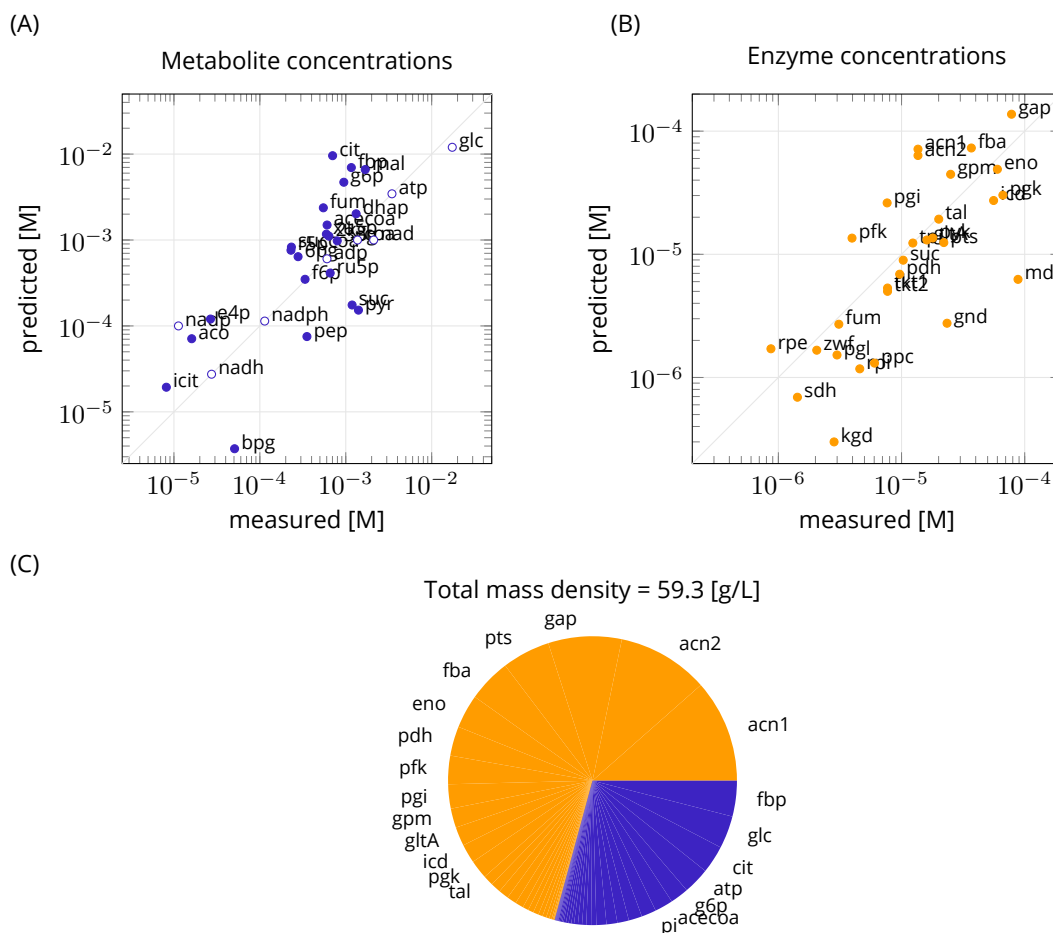 (A)
Metabolite concentrations
glc
cit
fbp
mal
g6p
atp
fum
dhap
acecoa
nad
6pg
adp
f6p
ru5p
suc
pyr
nadph
e4p
nadp
aco
pep
nadh
icit
bpg
10⁻²
10⁻³
10⁻⁴
10⁻⁵
predicted [M]
10⁻⁵ 10⁻⁴ 10⁻³ 10⁻²
measured [M]
(B)
Enzyme concentrations
gap
acn1
acn2
fba
gpm
eno
pgk
icd
pgi
tal
pfk
pts
suc
pdh
tkt1
tkt2
md
gnd
fum
rpe
zwf
pgl
ppc
rpi
sdh
kgd
10⁻⁴
10⁻⁵
10⁻⁶
predicted [M]
10⁻⁶ 10⁻⁵ 10⁻⁴
measured [M]
(C)
Total mass density = 59.3 [g/L]
gap
pts
acn2
fba
eno
acn1
pdh
pfk
fbp
pgi
gpm
glc
gltA
icd
cit
pgk
atp
tal
g6p
acecoa
pi